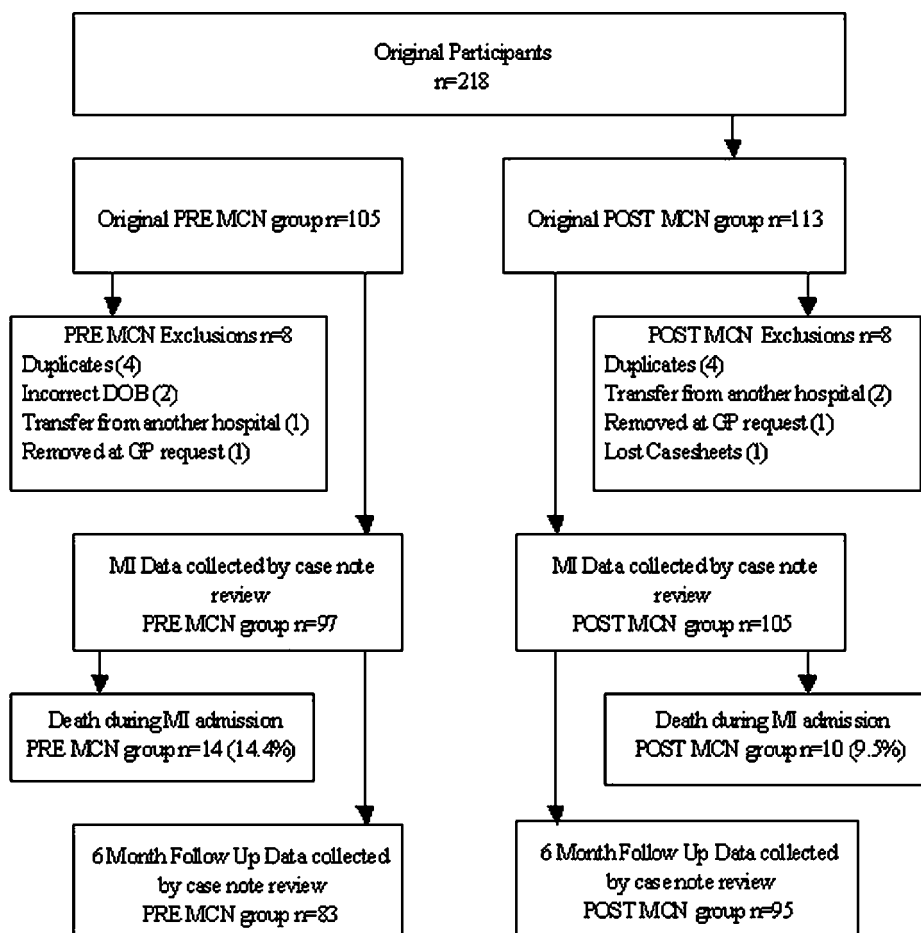 Original Participants
n=218
Original PRE MCN group n=105
Original POST MCN group n=113
PRE MCN Exclusions n=8
Duplicates (4)
Incorrect DOB (2)
Transfer from another hospital (1)
Removed at GP request (1)
POST MCN Exclusions n=8
Duplicates (4)
Transfer from another hospital (2)
Removed at GP request (1)
Lost Casesheets (1)
MI Data collected by case note
review
PRE MCN group n=97
MI Data collected by case note
review
POST MCN group n=105
Death during MI admission
PRE MCN group n=14 (14.4%)
Death during MI admission
POST MCN group n=10 (9.5%)
6 Month Follow Up Data collected
by case note review
PRE MCN group n=83
6 Month Follow Up Data collected
by case note review
POST MCN group n=95